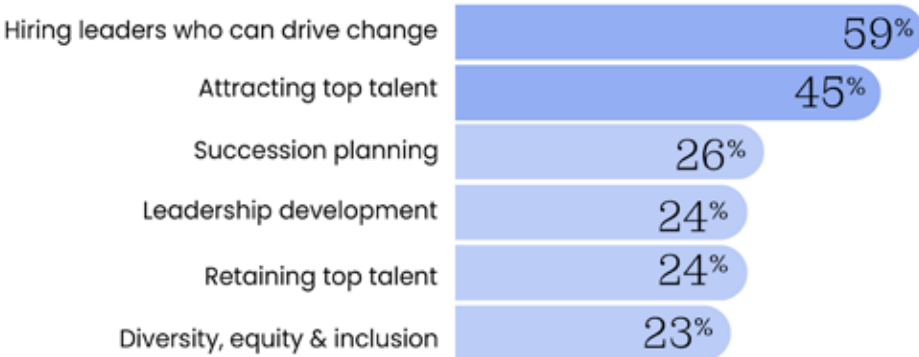 Hiring leaders who can drive change 59%
Attracting top talent 45%
Succession planning 26%
Leadership development 24%
Retaining top talent 24%
Diversity, equity & inclusion 23%